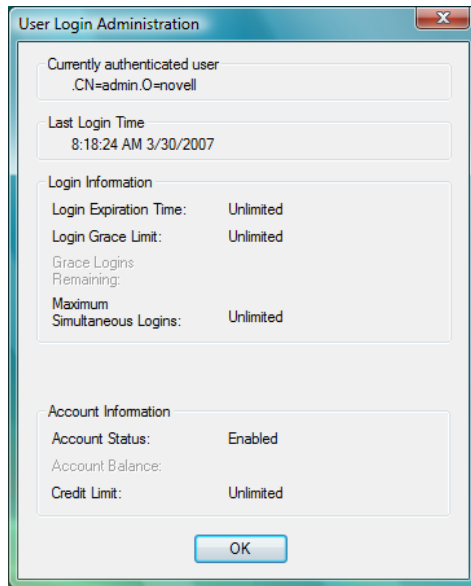 User Login Administration
Currently authenticated user
.CN=admin.O=novell
Last Login Time
8:18:24 AM 3/30/2007
Login Information
Login Expiration Time: Unlimited
Login Grace Limit: Unlimited
Grace Logins
Remaining:
Maximum
Simultaneous Logins: Unlimited
Account Information
Account Status: Enabled
Account Balance:
Credit Limit: Unlimited
OK